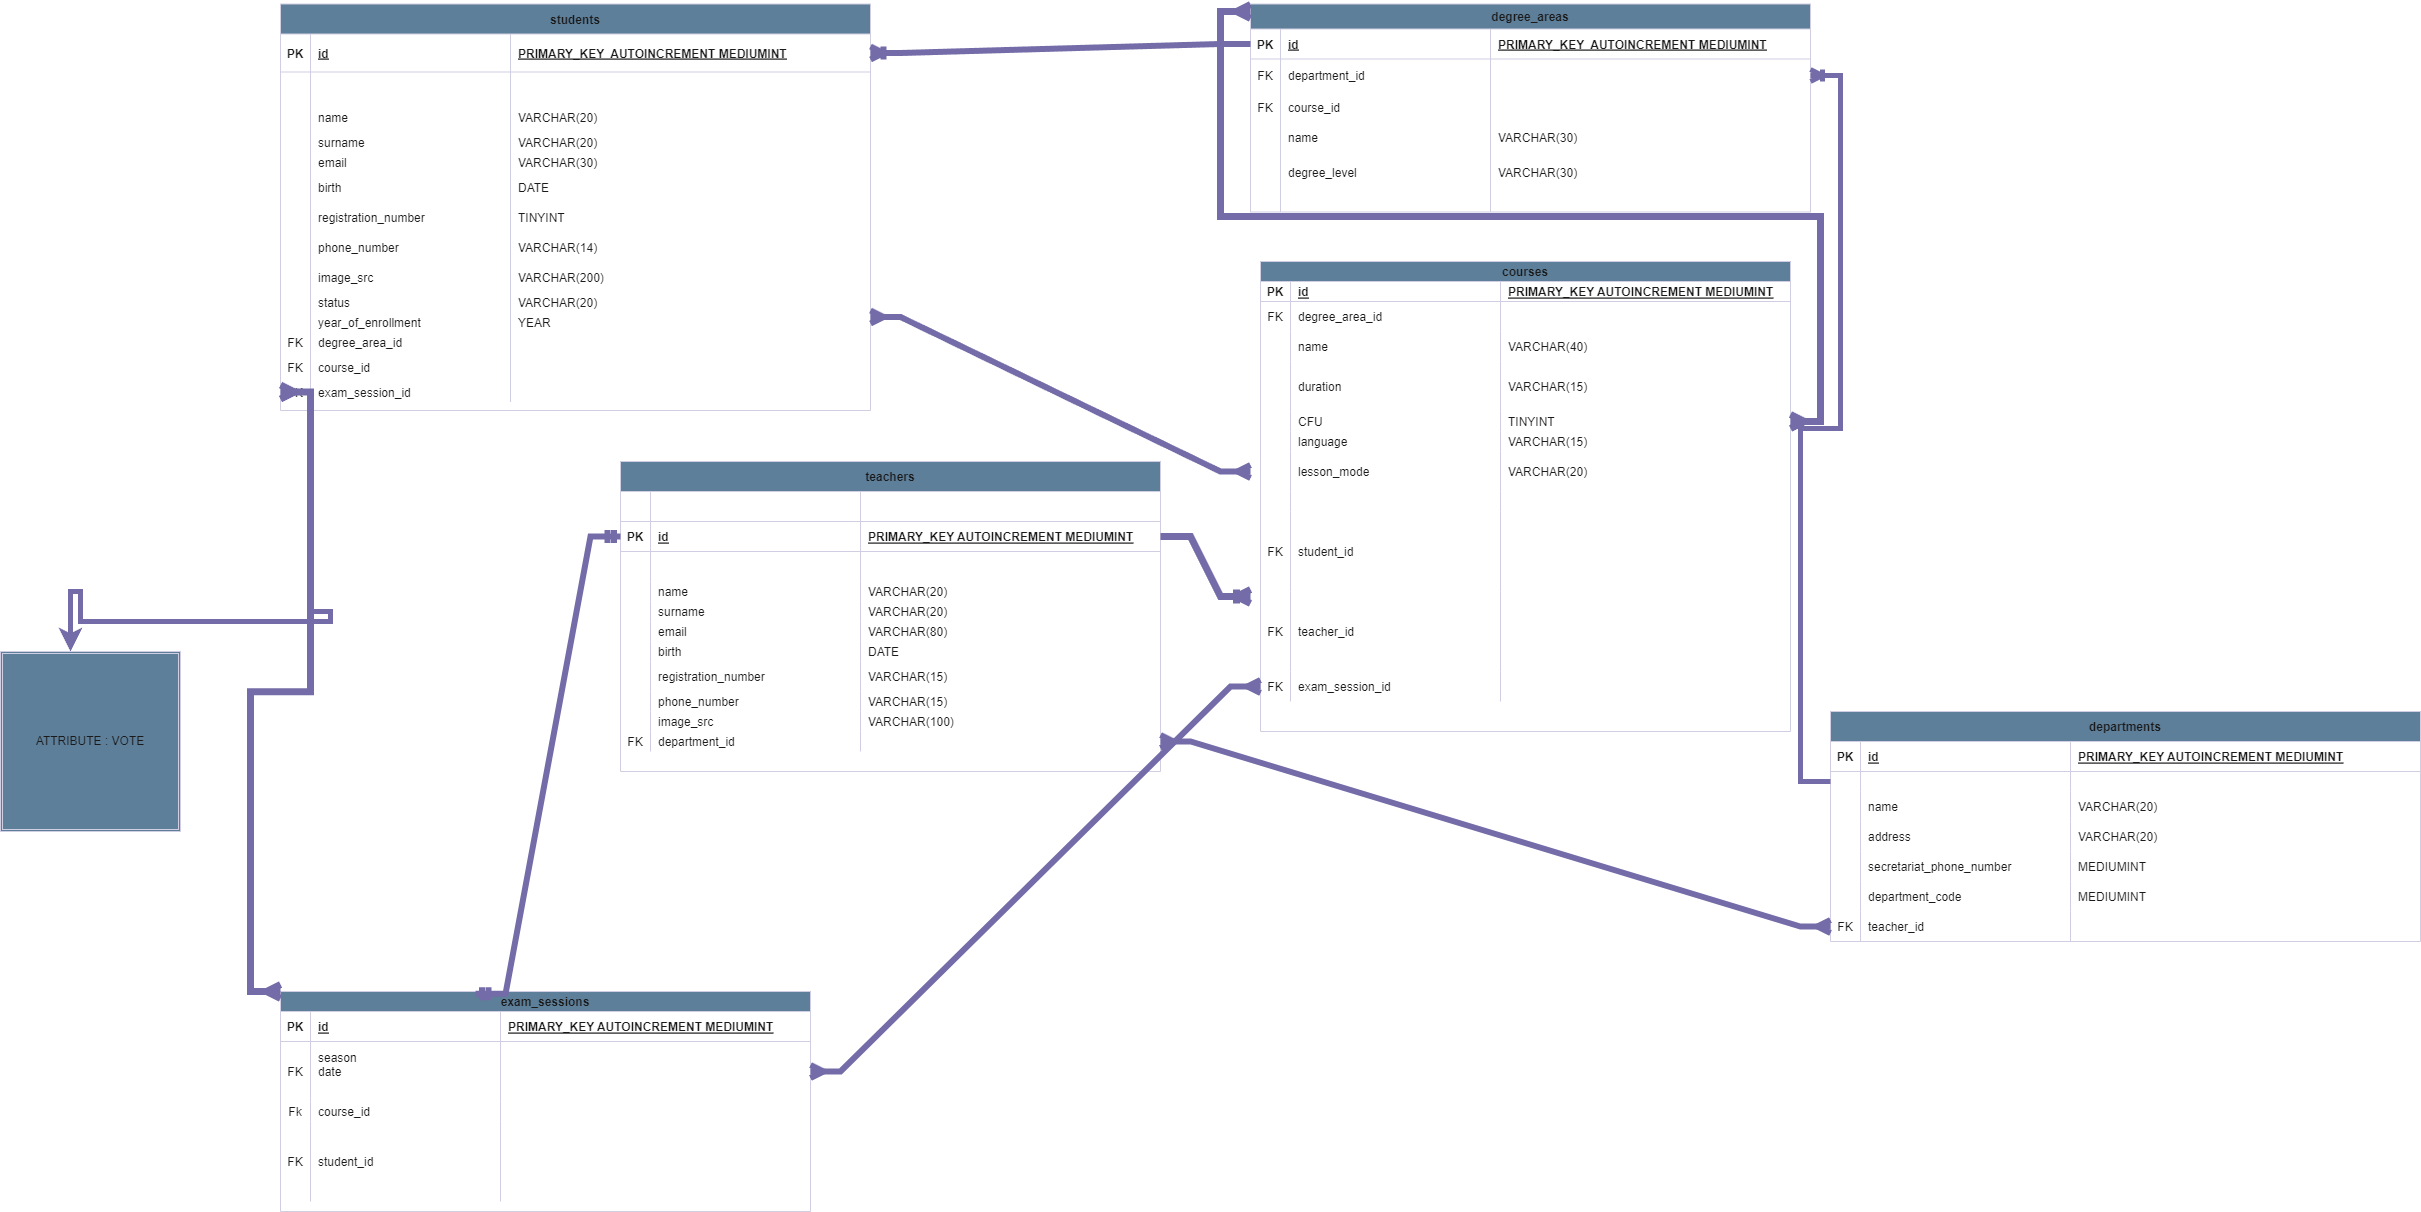 students
PK id PRIMARY_KEY AUTOINCREMENT MEDIUMINT
name VARCHAR(20)
surname VARCHAR(20)
email VARCHAR(30)
birth DATE
registration_number TINYINT
phone_number VARCHAR(14)
image_src VARCHAR(200)
status VARCHAR(20)
year_of_enrollment YEAR
FK degree_area_id
FK course_id
exam_session_id
degree_areas
PK id PRIMARY_KEY AUTOINCREMENT MEDIUMINT
FK department_id
FK course_id
name VARCHAR(30)
degree_level VARCHAR(30)
courses
PK id PRIMARY_KEY AUTOINCREMENT MEDIUMINT
FK degree_area_id
name VARCHAR(40)
duration VARCHAR(15)
CFU TINYINT
language VARCHAR(15)
lesson_mode VARCHAR(20)
FK student_id
FK teacher_id
FK exam_session_id
teachers
PK id PRIMARY_KEY AUTOINCREMENT MEDIUMINT
name VARCHAR(20)
surname VARCHAR(20)
email VARCHAR(80)
birth DATE
registration_number VARCHAR(15)
phone_number VARCHAR(15)
image_src VARCHAR(100)
FK department_id
ATTRIBUTE : VOTE
departments
PK id PRIMARY_KEY AUTOINCREMENT MEDIUMINT
name VARCHAR(20)
address VARCHAR(20)
secretariat_phone_number MEDIUMINT
department_code MEDIUMINT
FK teacher_id
exam_sessions
PK id PRIMARY_KEY AUTOINCREMENT MEDIUMINT
season
FK date
Fk course_id
FK student_id